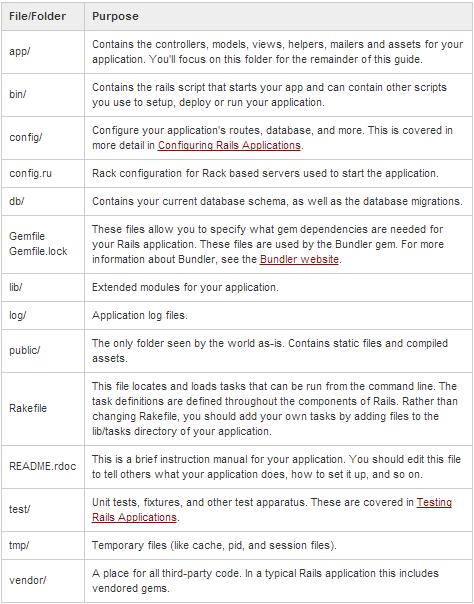 File/Folder Purpose
app/ Contains the controllers, models, views, helpers, mailers and assets for your
application. You'll focus on this folder for the remainder of this guide.
bin/ Contains the rails script that starts your app and can contain other scripts
you use to setup, deploy or run your application.
config/ Configure your application's routes, database, and more. This is covered in
more detail in Configuring Rails Applications.
config.ru Rack configuration for Rack based servers used to start the application.
db/ Contains your current database schema, as well as the database migrations.
Gemfile
Gemfile.lock
These files allow you to specify what gem dependencies are needed for
your Rails application. These files are used by the Bundler gem. For more
information about Bundler, see the Bundler website.
lib/ Extended modules for your application.
log/ Application log files.
public/ The only folder seen by the world as-is. Contains static files and compiled
assets.
Rakefile
This file locates and loads tasks that can be run from the command line. The
task definitions are defined throughout the components of Rails. Rather than
changing Rakefile, you should add your own tasks by adding files to the
lib/tasks directory of your application.
README.rdoc This is a brief instruction manual for your application. You should edit this file
to tell others what your application does, how to set it up, and so on.
test/ Unit tests, fixtures, and other test apparatus. These are covered in Testing
Rails Applications.
tmp/ Temporary files (like cache, pid, and session files).
vendor/ A place for all third-party code. In a typical Rails application this includes
vendored gems.